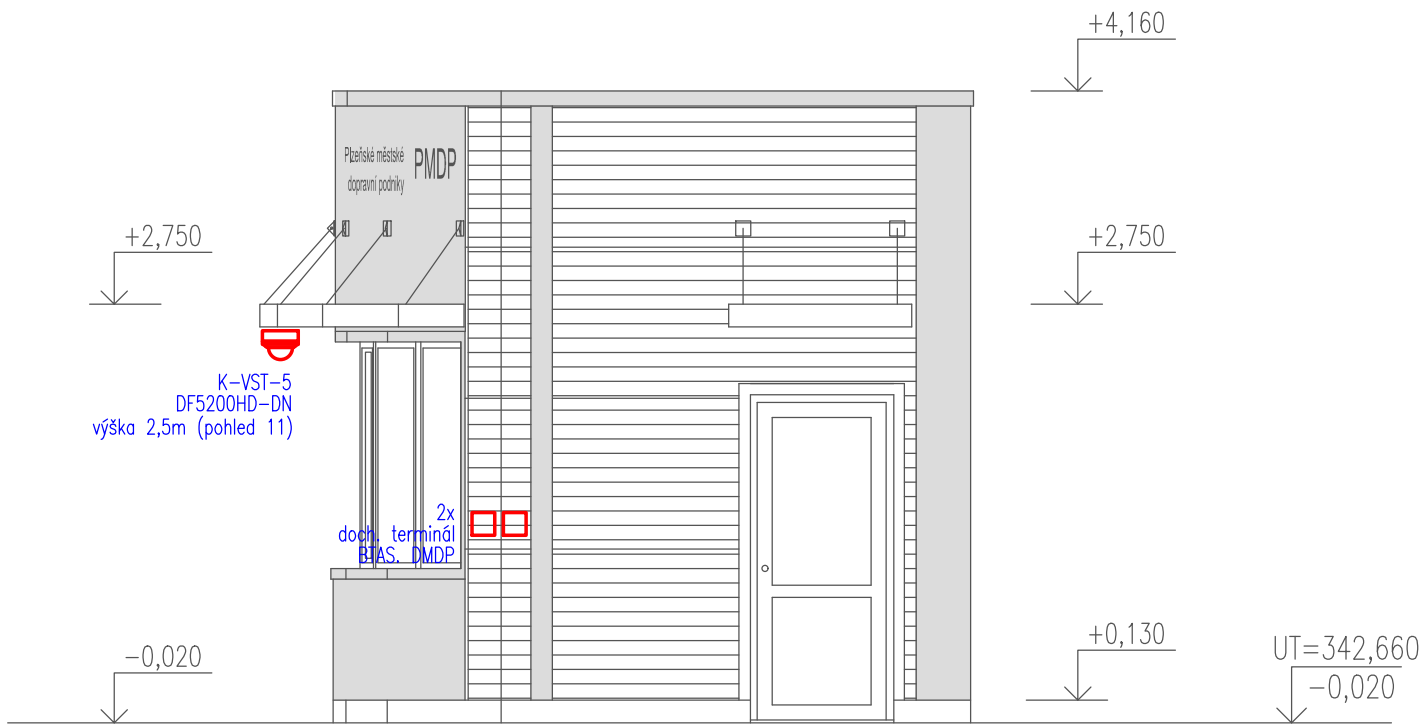 +4,160
Plzeňské městské
dopravní podniky
PMDP
+2,750
+2,750
K-VST-5
DF5200HD-DN
výška 2,5m (pohled 11)
2x
doch. terminál
BTAS. DMDP
-0,020
+0,130
UT=342,660
-0,020